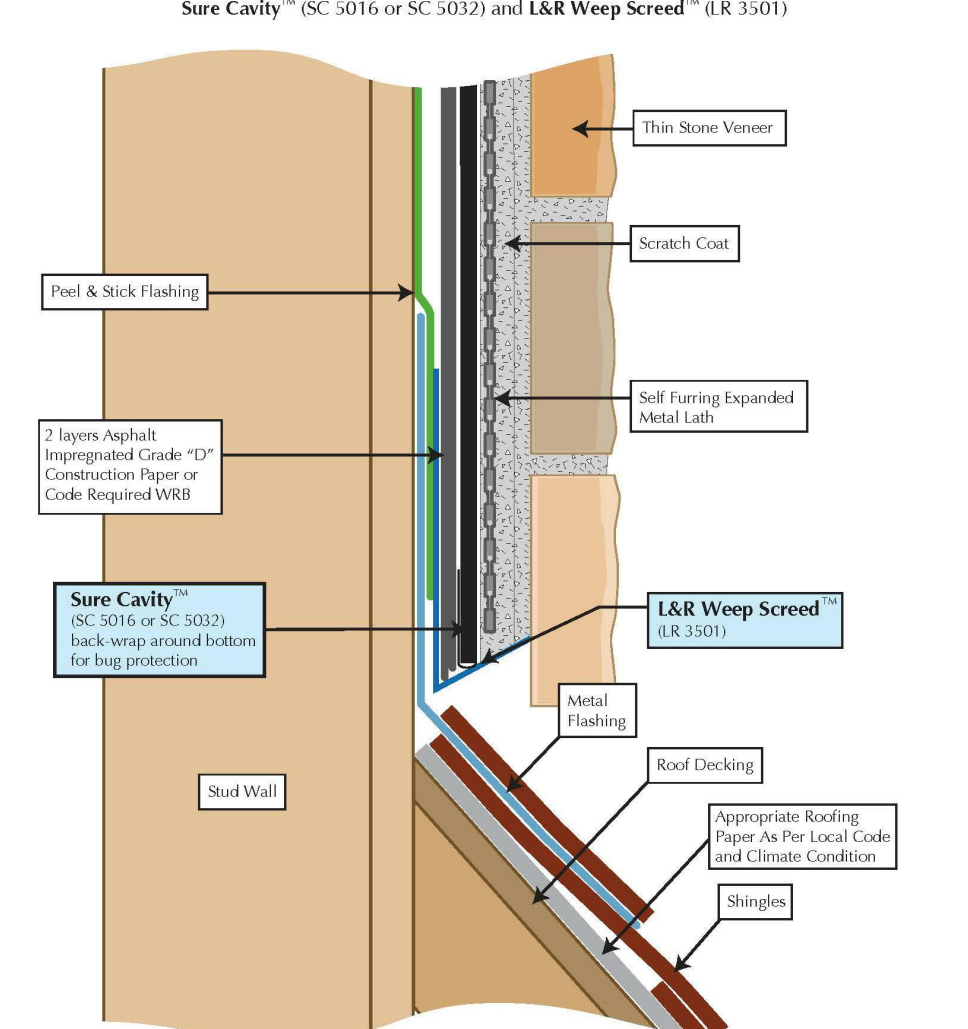 Sure Cavity™ (SC 5016 or SC 5032) and L&R Weep Screed™ (LR 3501)
Thin Stone Veneer
Scratch Coat
Peel & Stick Flashing
Self Furring Expanded
Metal Lath
2 layers Asphalt
Impregnated Grade “D”
Construction Paper or
Code Required WRB
Sure Cavity™
(SC 5016 or SC 5032)
back-wrap around bottom
for bug protection
L&R Weep Screed™
(LR 3501)
Metal
Flashing
Roof Decking
Stud Wall
Appropriate Roofing
Paper As Per Local Code
and Climate Condition
Shingles